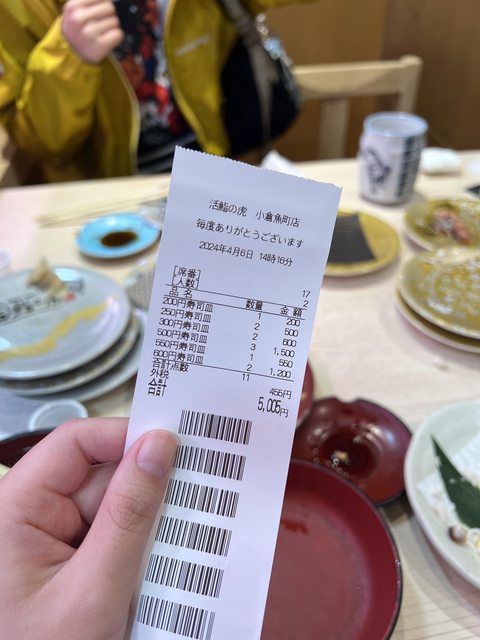 活鮨の虎 小倉魚町店
毎度ありがとうございます
2024年4月6日 14時16分
[席番] 17
[人数] 2
品名 数量 金額
200円寿司皿 1 200
250円寿司皿 2 500
300円寿司皿 2 600
500円寿司皿 3 1,500
550円寿司皿 1 550
600円寿司皿 2 1,200
合計点数 11
外税 455円
合計 5,005円